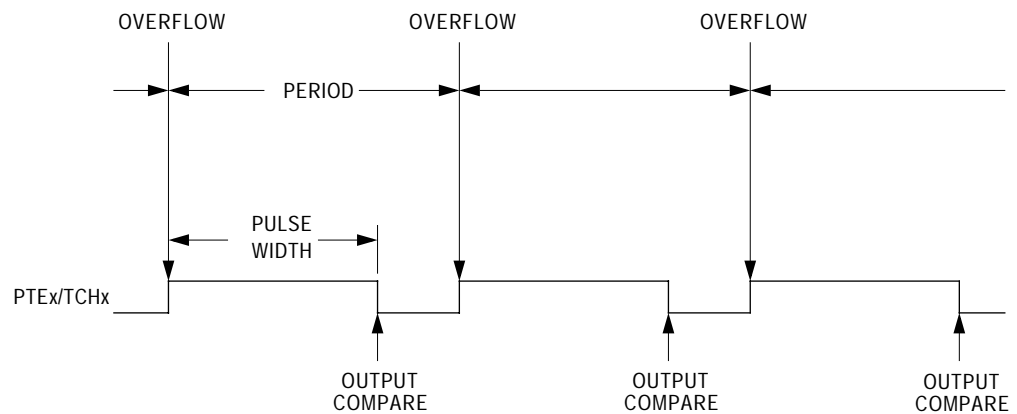 OVERFLOW OVERFLOW OVERFLOW
PERIOD
PULSE
WIDTH
PTEx/TCHx
OUTPUT
COMPARE
OUTPUT
COMPARE
OUTPUT
COMPARE